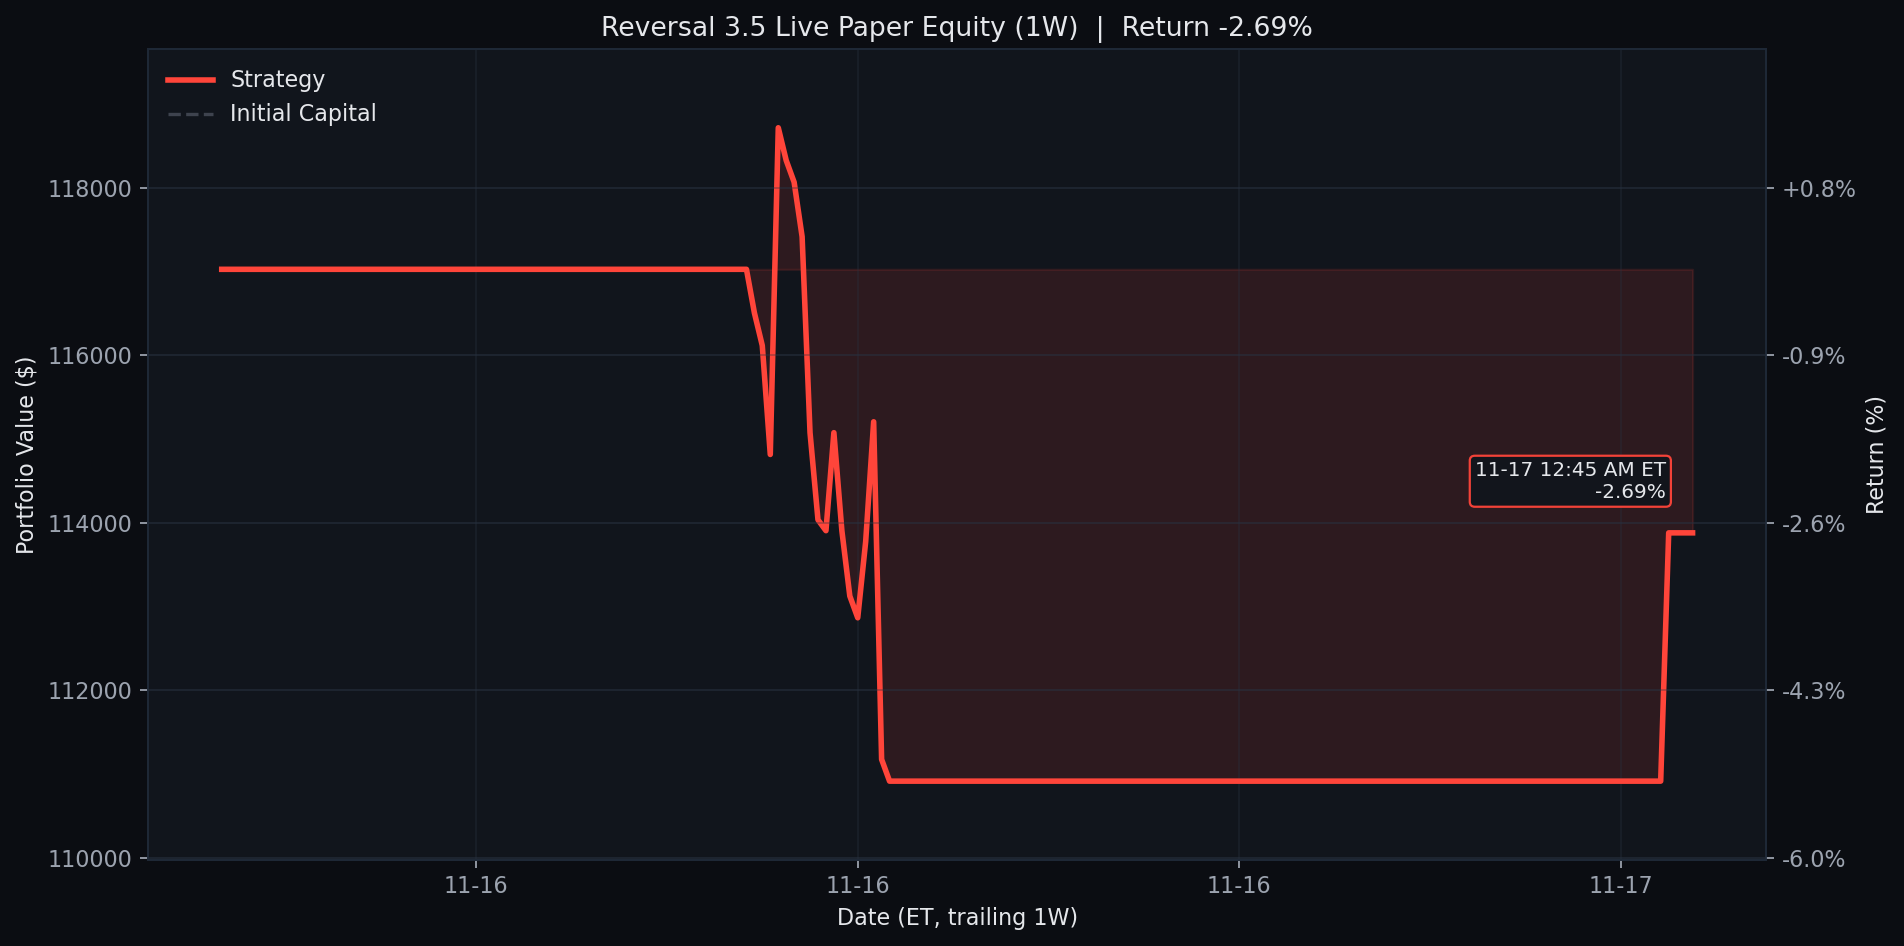 Reversal 3.5 Live Paper Equity (1W)  |  Return -2.69%
Strategy
Initial Capital
118000
116000
114000
112000
110000
Portfolio Value ($)
+0.8%
-0.9%
-2.6%
-4.3%
-6.0%
Return (%)
11-17 12:45 AM ET
-2.69%
11-16
11-16
11-16
11-17
Date (ET, trailing 1W)